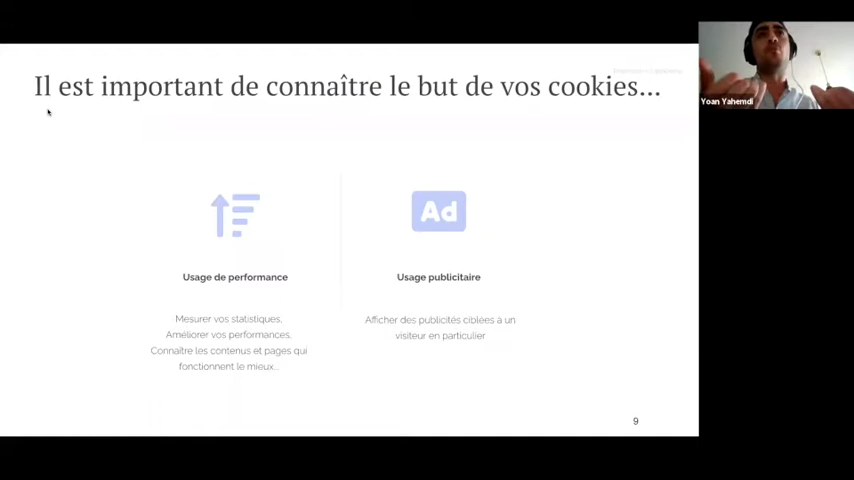 Il est important de connaître le but de vos cookies...
Yoan Yahemdi
Ad
Usage de performance
Mesurer vos statistiques,
Améliorer vos performances,
Connaître les contenus et pages qui
fonctionnent le mieux...
Usage publicitaire
Afficher des publicités ciblées à un
visiteur en particulier
9